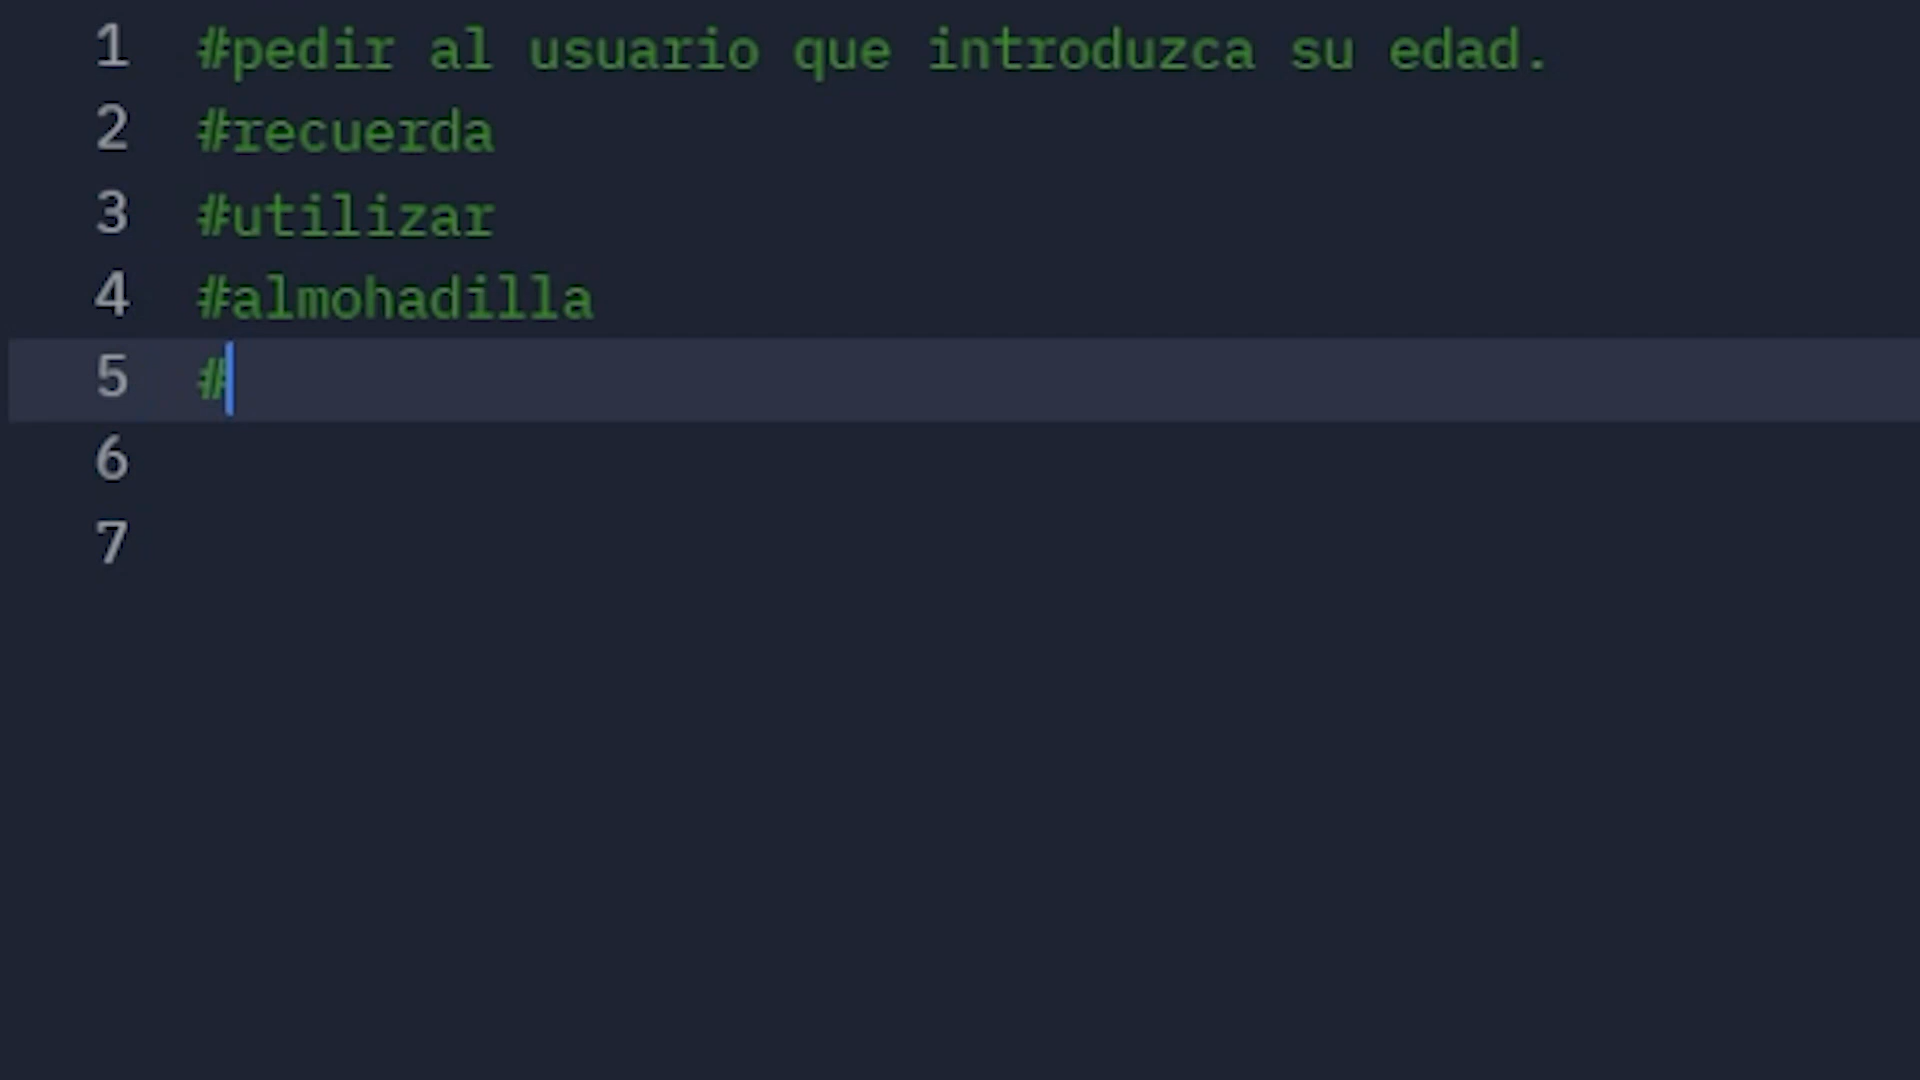 1 #pedir al usuario que introduzca su edad.
2 #recuerda
3 #utilizar
4 #almohadilla
5 #
6
7